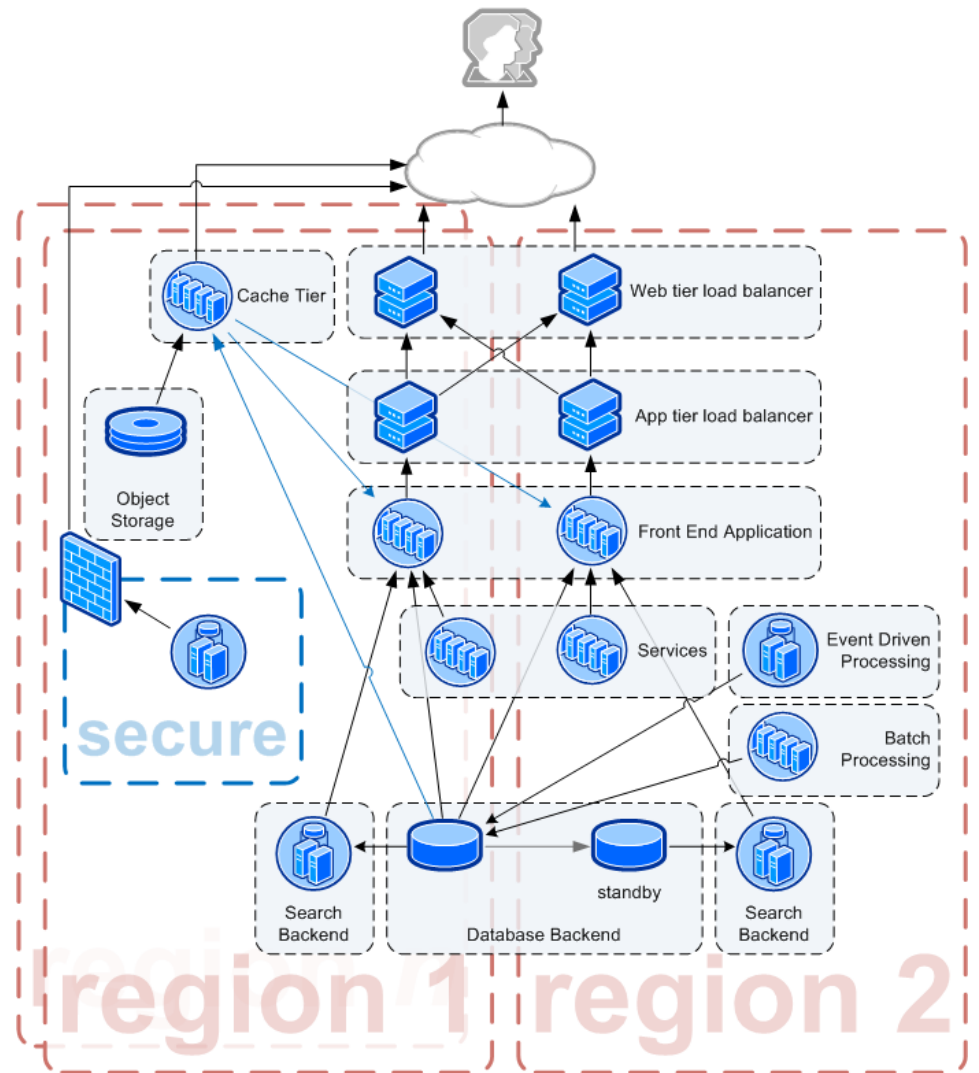 Cache Tier
Web tier load balancer
App tier load balancer
Object
Storage
Front End Application
Services
Event Driven
Processing
secure
Batch
Processing
standby
Search
Backend
Database Backend
Search
Backend
region n
region 1
region 2